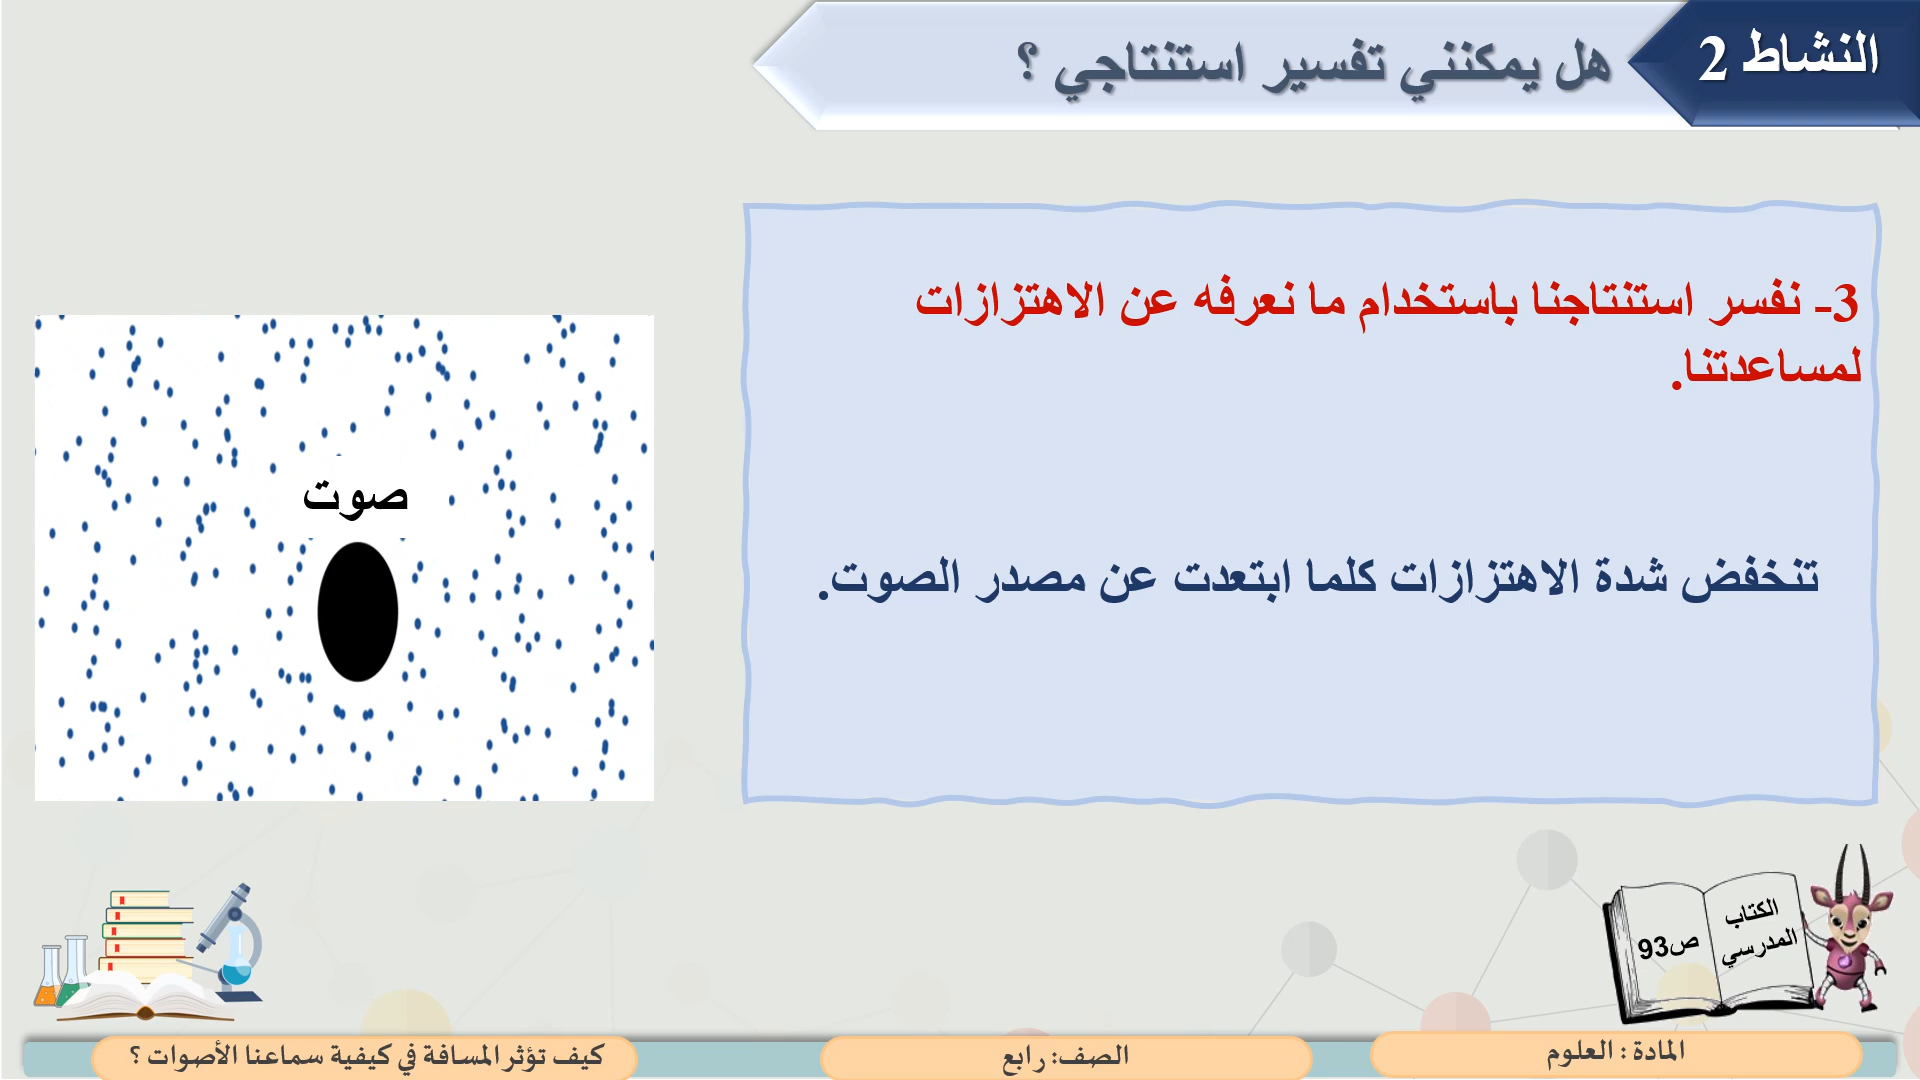 النشاط 2
هل يمكنني تفسير استنتاجي ؟
3- نفسر استنتاجنا باستخدام ما نعرفه عن الاهتزازات
لمساعدتنا.
تنخفض شدة الاهتزازات كلما ابتعدت عن مصدر الصوت.
صوت
الكتاب
المدرسي
ص93
المادة : العلوم
الصف: رابع
كيف تؤثر المسافة في كيفية سماعنا الأصوات ؟